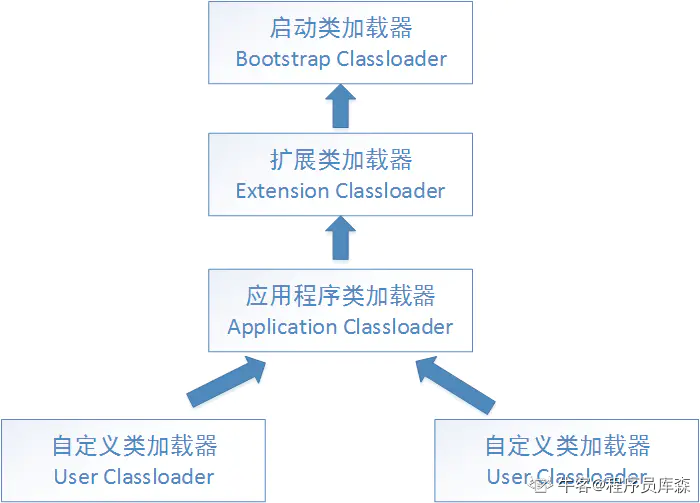 启动类加载器
Bootstrap Classloader
扩展类加载器
Extension Classloader
应用程序类加载器
Application Classloader
自定义类加载器
User Classloader
自定义类加载器
User Classloader
牛客@程序员库森